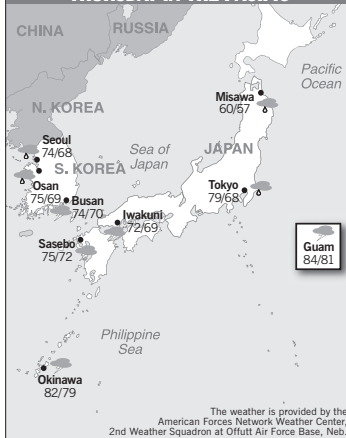 CHINA
RUSSIA
Pacific
Ocean
Misawa
60/57
N. KOREA
Seoul
74/68
S. KOREA
Sea of
Japan
JAPAN
Osan
75/69
Busan
74/70
Tokyo
79/68
Iwakuni
72/69
Sasebo
75/72
Guam
84/81
Philippine
Sea
Okinawa
82/79
The weather is provided by the
American Forces Network Weather Center,
2nd Weather Squadron at Offutt Air Force Base, Neb.